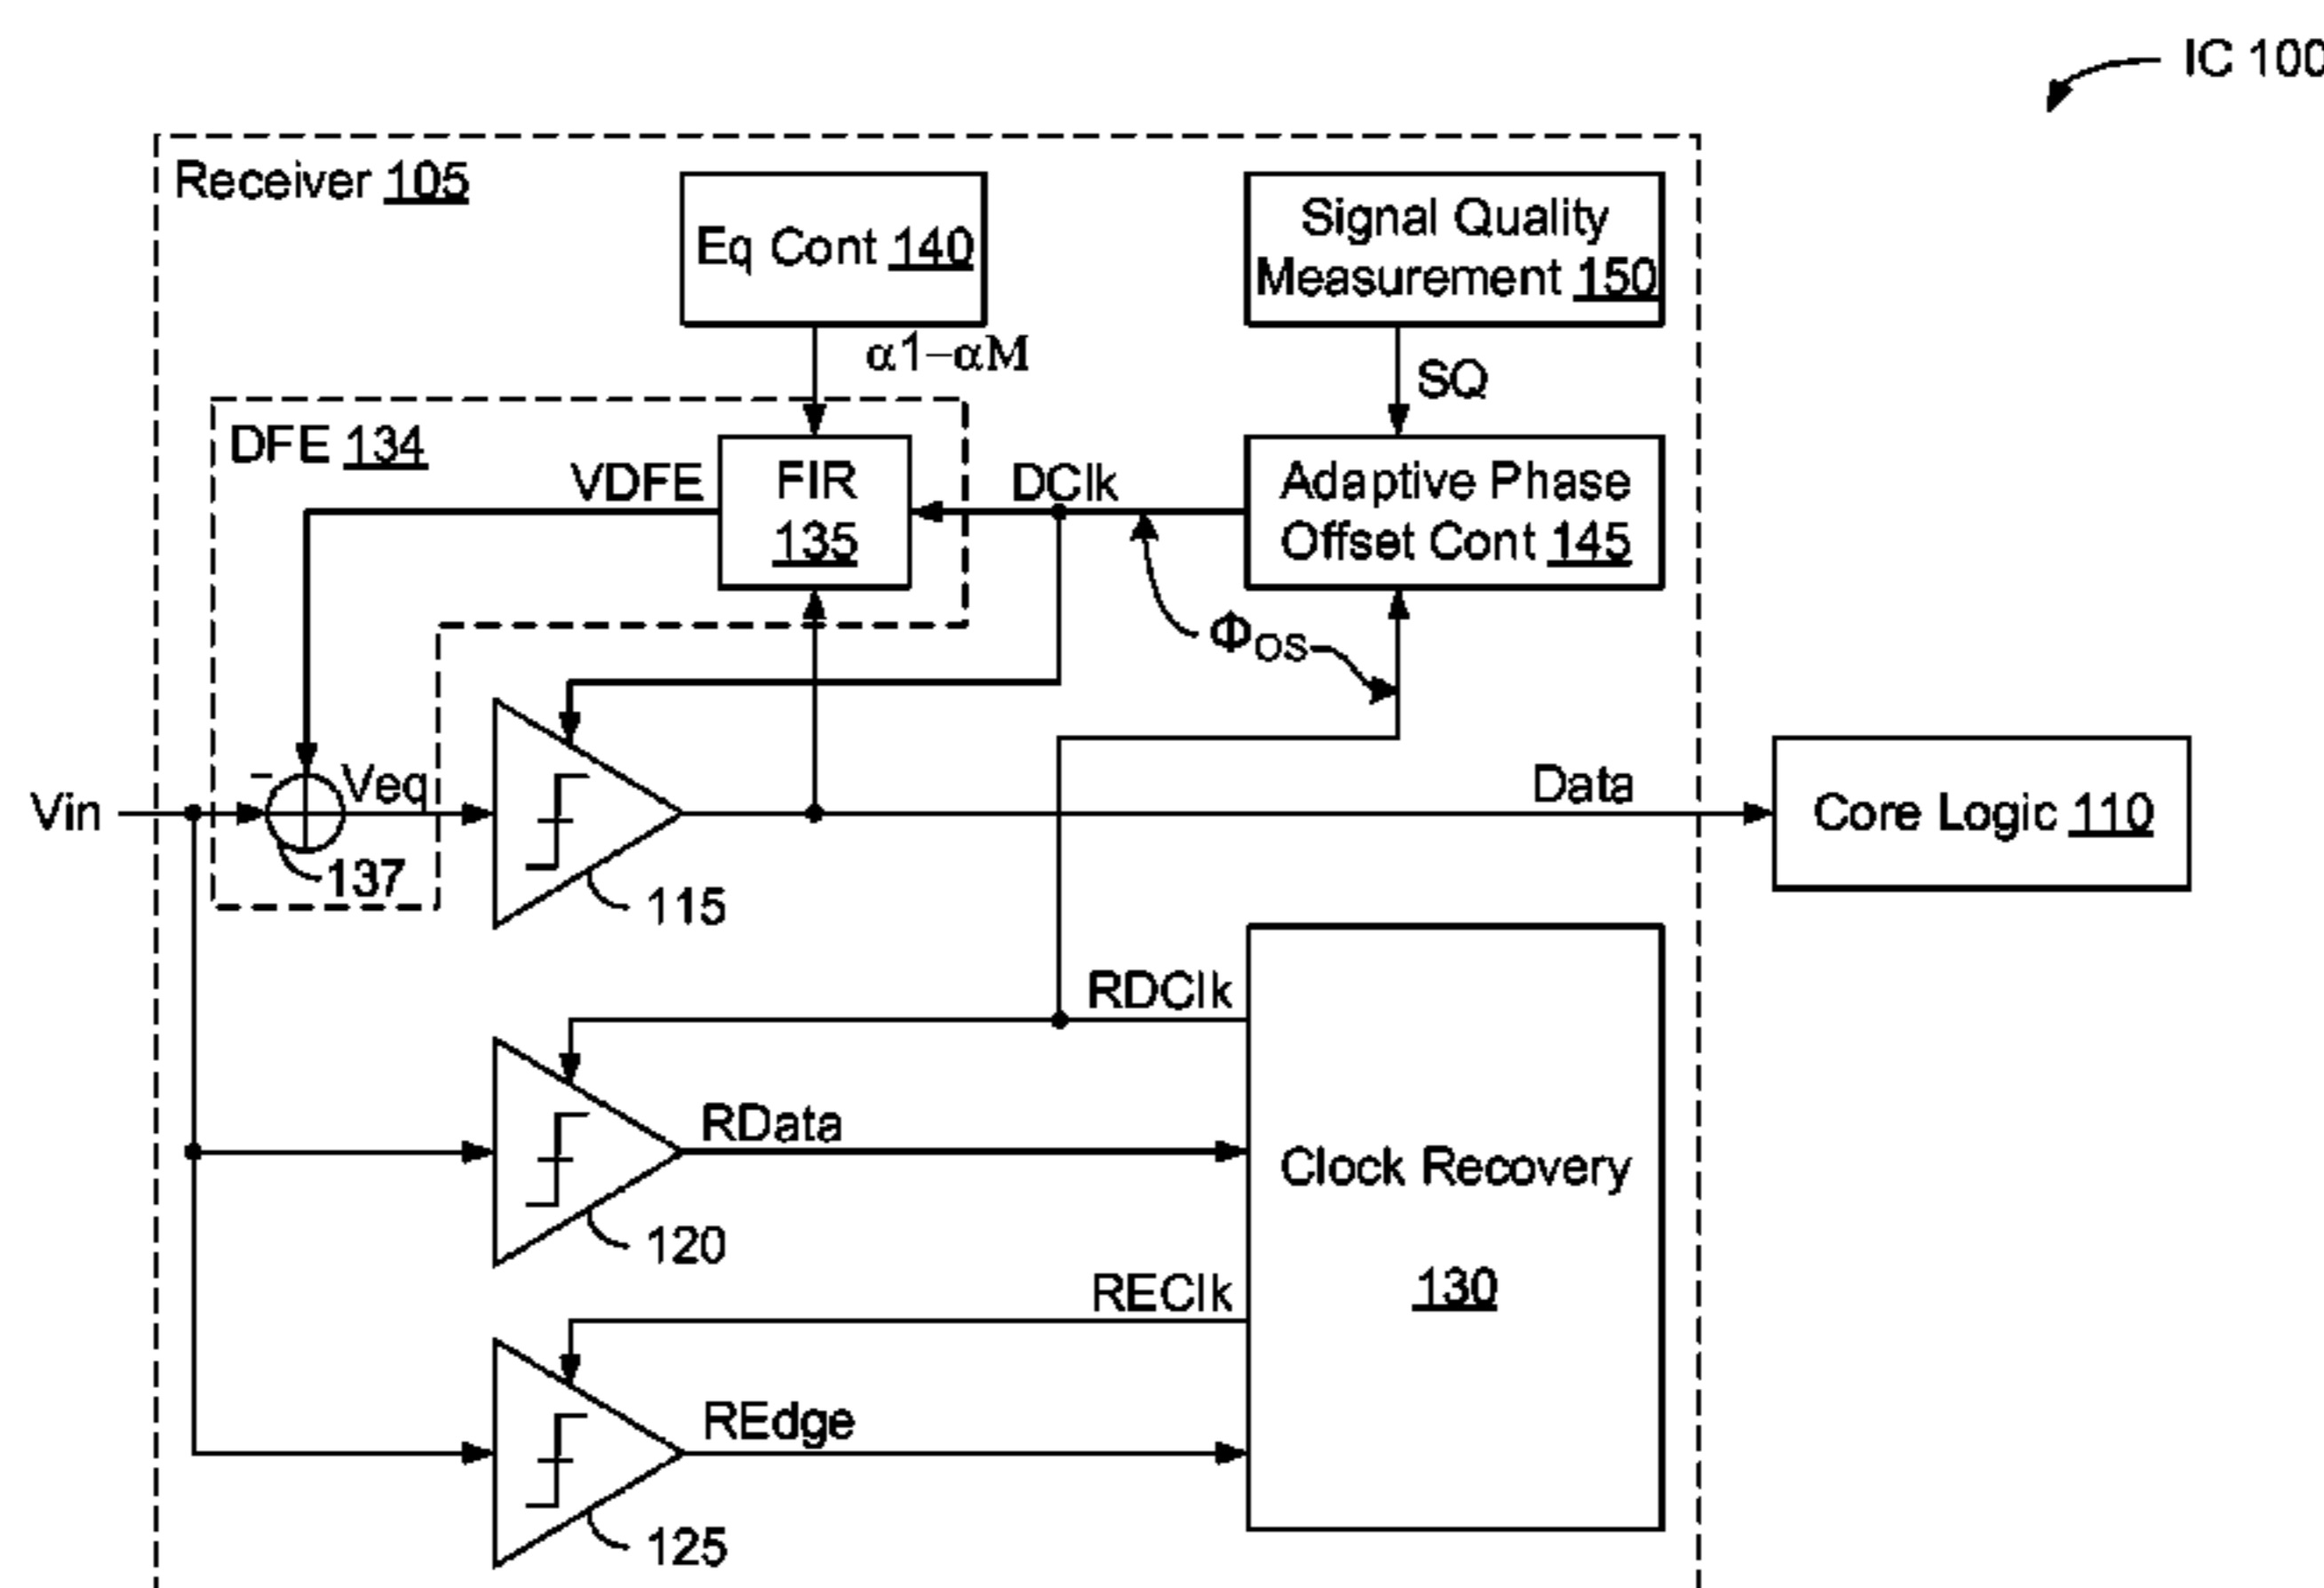 IC 100
Receiver 105
Eq Cont 140
Signal Quality
Measurement 150
α1–αM
SQ
DFE 134
VDFE
FIR
135
DClk
Adaptive Phase
Offset Cont 145
ΦOS
Vin
–
Veq
137
115
Data
Core Logic 110
RDClk
RData
120
Clock Recovery
130
REClk
REdge
125